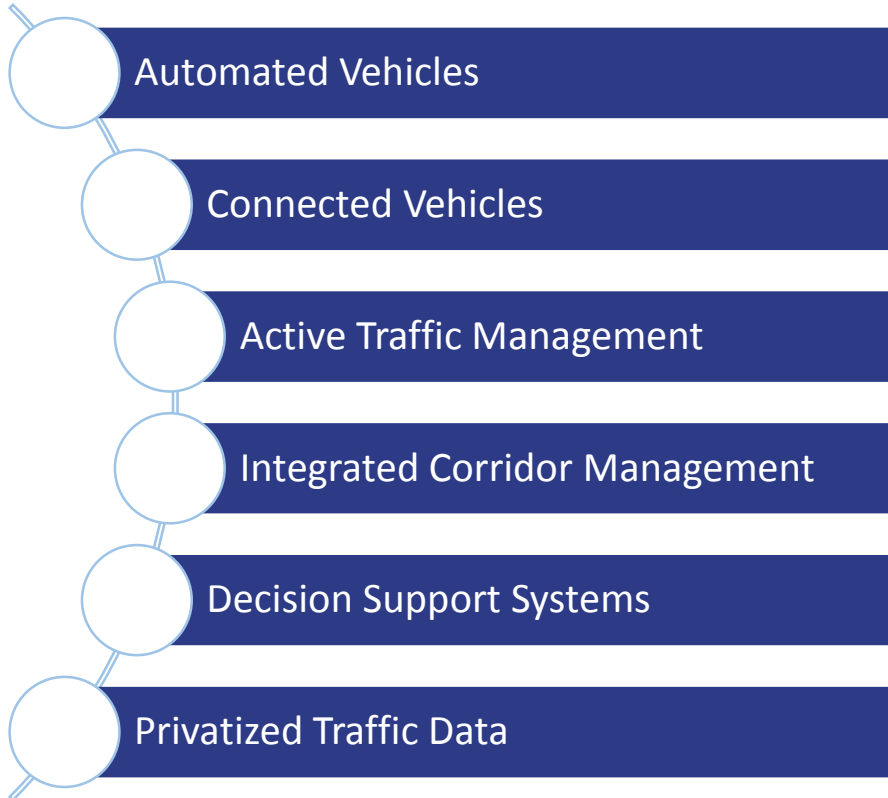 Automated Vehicles
Connected Vehicles
Active Traffic Management
Integrated Corridor Management
Decision Support Systems
Privatized Traffic Data